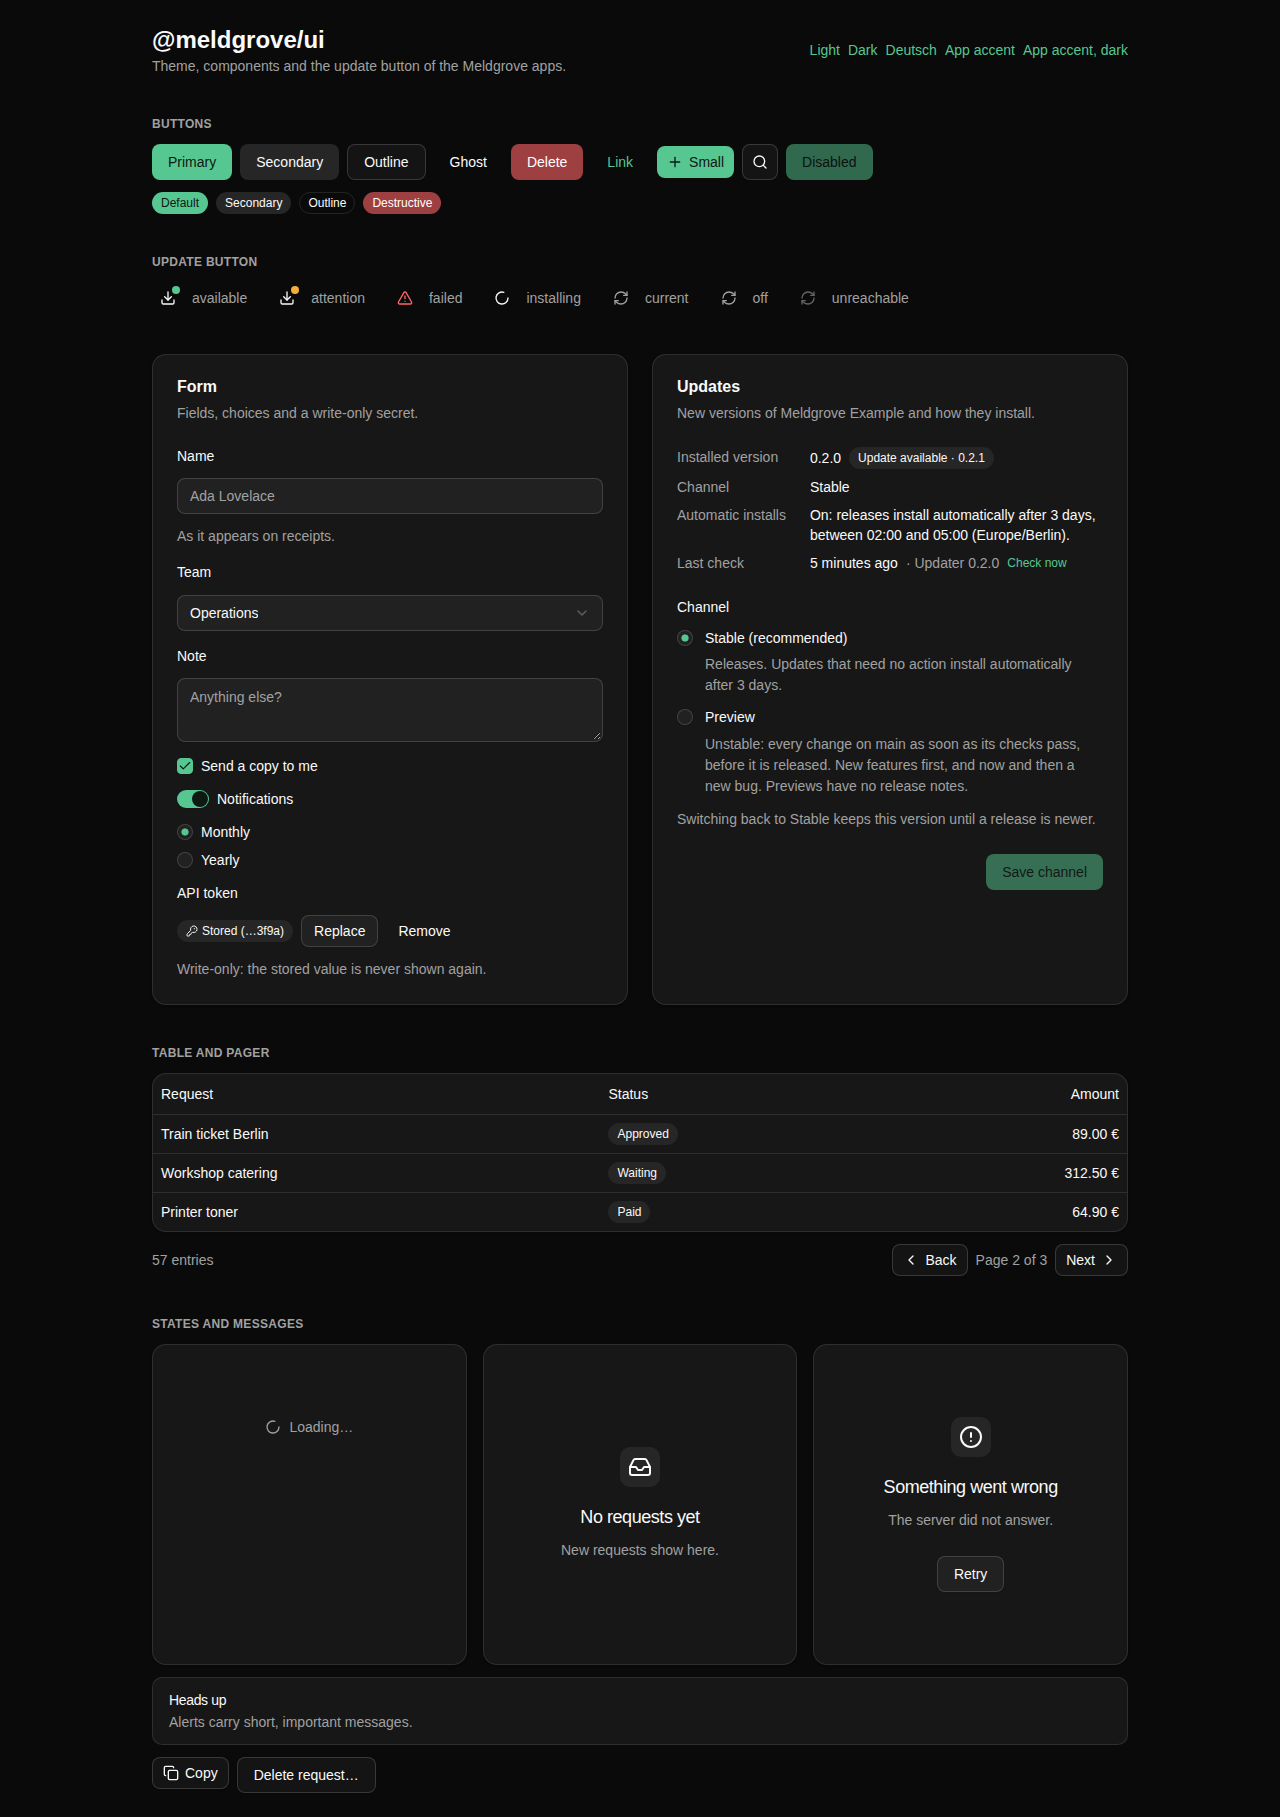 @meldgrove/ui
Theme, components and the update button of the Meldgrove apps.
Light Dark Deutsch App accent App accent, dark
BUTTONS
Primary Secondary Outline Ghost Delete Link Small Disabled
Default Secondary Outline Destructive
UPDATE BUTTON
available attention failed installing current off unreachable
Form
Fields, choices and a write-only secret.
Name
Ada Lovelace
As it appears on receipts.
Team
Operations
Note
Anything else?
Send a copy to me
Notifications
Monthly
Yearly
API token
Stored (…3f9a) Replace Remove
Write-only: the stored value is never shown again.
Updates
New versions of Meldgrove Example and how they install.
Installed version 0.2.0 Update available · 0.2.1
Channel Stable
Automatic installs On: releases install automatically after 3 days,
between 02:00 and 05:00 (Europe/Berlin).
Last check 5 minutes ago · Updater 0.2.0 Check now
Channel
Stable (recommended)
Releases. Updates that need no action install automatically
after 3 days.
Preview
Unstable: every change on main as soon as its checks pass,
before it is released. New features first, and now and then a
new bug. Previews have no release notes.
Switching back to Stable keeps this version until a release is newer.
Save channel
TABLE AND PAGER
Request Status Amount
Train ticket Berlin Approved 89.00 €
Workshop catering Waiting 312.50 €
Printer toner Paid 64.90 €
57 entries Back Page 2 of 3 Next
STATES AND MESSAGES
Loading…
No requests yet
New requests show here.
Something went wrong
The server did not answer.
Retry
Heads up
Alerts carry short, important messages.
Copy Delete request…